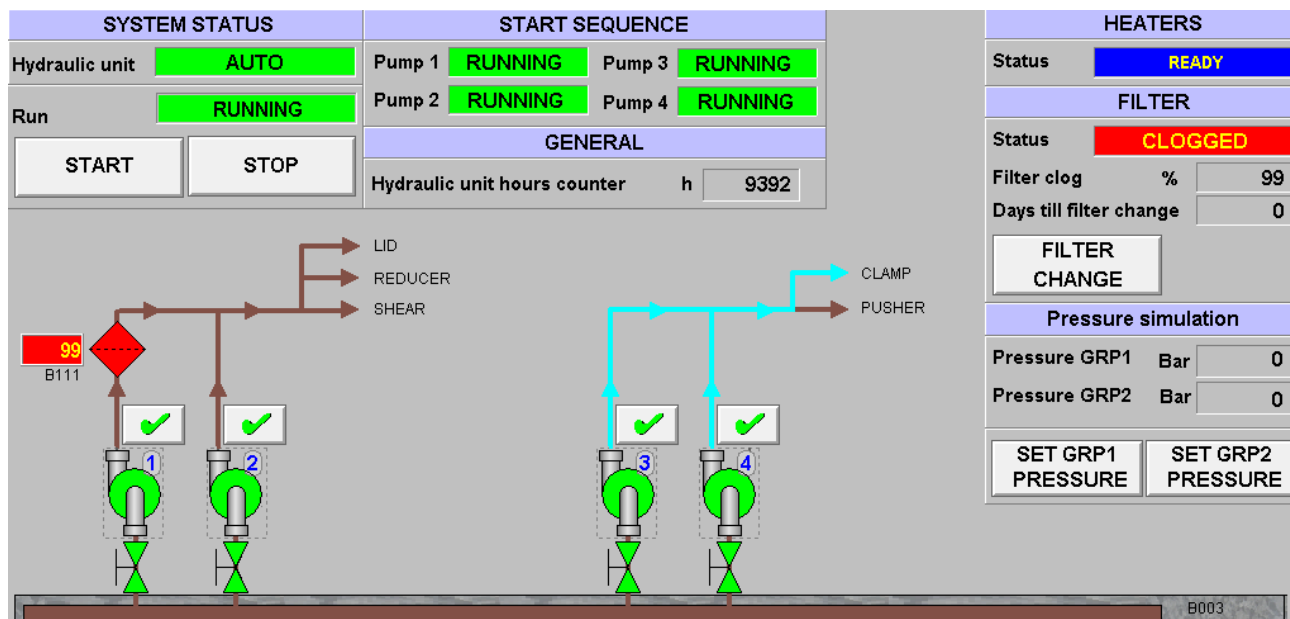 SYSTEM STATUS
Hydraulic unit AUTO
Run RUNNING
START STOP
START SEQUENCE
Pump 1 RUNNING Pump 3 RUNNING
Pump 2 RUNNING Pump 4 RUNNING
GENERAL
Hydraulic unit hours counter h 9392
HEATERS
Status READY
FILTER
Status CLOGGED
Filter clog % 99
Days till filter change 0
FILTER
CHANGE
Pressure simulation
Pressure GRP1 Bar 0
Pressure GRP2 Bar 0
SET GRP1
PRESSURE
SET GRP2
PRESSURE
LID
REDUCER
SHEAR
CLAMP
PUSHER
99
B111
1 2 3 4
B003